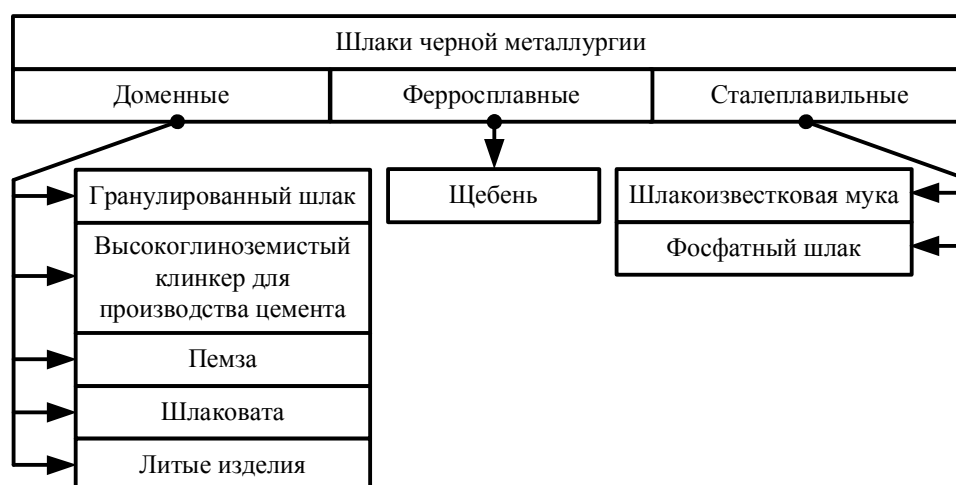 Шлаки черной металлургии
Доменные
Ферросплавные
Сталеплавильные
Гранулированный шлак
Высокоглиноземистый
клинкер для
производства цемента
Пемза
Шлаковата
Литые изделия
Щебень
Шлакоизвестковая мука
Фосфатный шлак